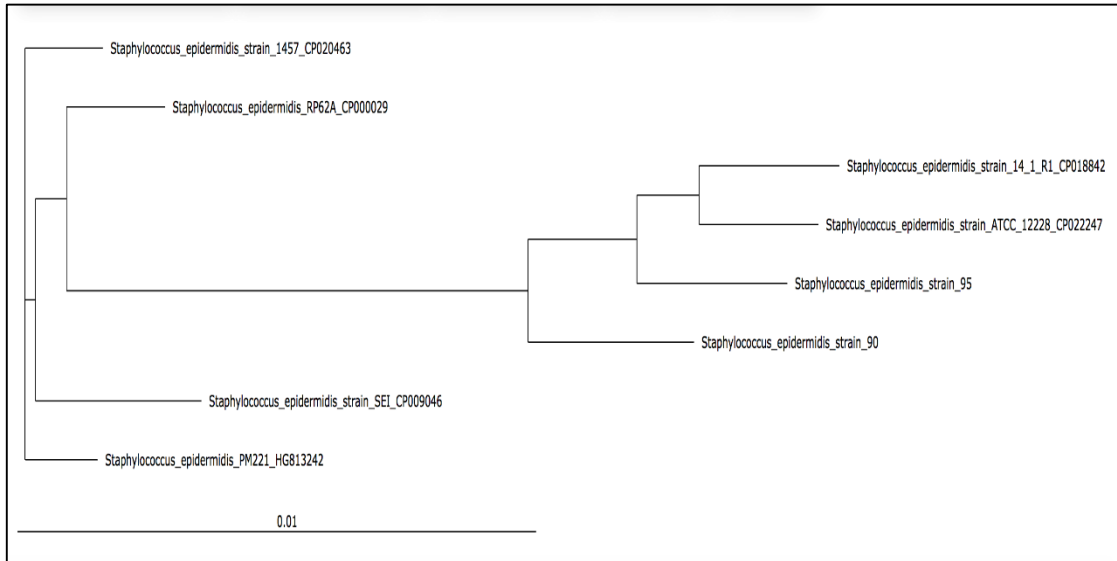 Staphylococcus_epidermidis_strain_1457_CP020463
Staphylococcus_epidermidis_RP62A_CP000029
Staphylococcus_epidermidis_strain_14_1_R1_CP018842
Staphylococcus_epidermidis_strain_ATCC_12228_CP022247
Staphylococcus_epidermidis_strain_95
Staphylococcus_epidermidis_strain_90
Staphylococcus_epidermidis_strain_SEI_CP009046
Staphylococcus_epidermidis_PM221_HG813242
0.01